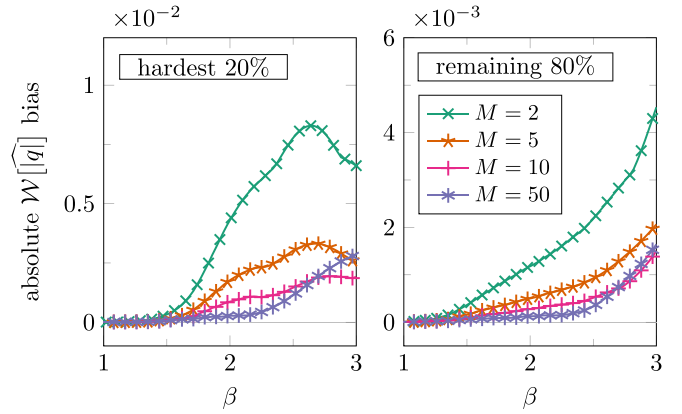 ×10⁻²
hardest 20%
absolute 𝒲[|q|]^ bias
1
0.5
0
1
2
3
β
×10⁻³
remaining 80%
M = 2
M = 5
M = 10
M = 50
6
4
2
0
1
2
3
β